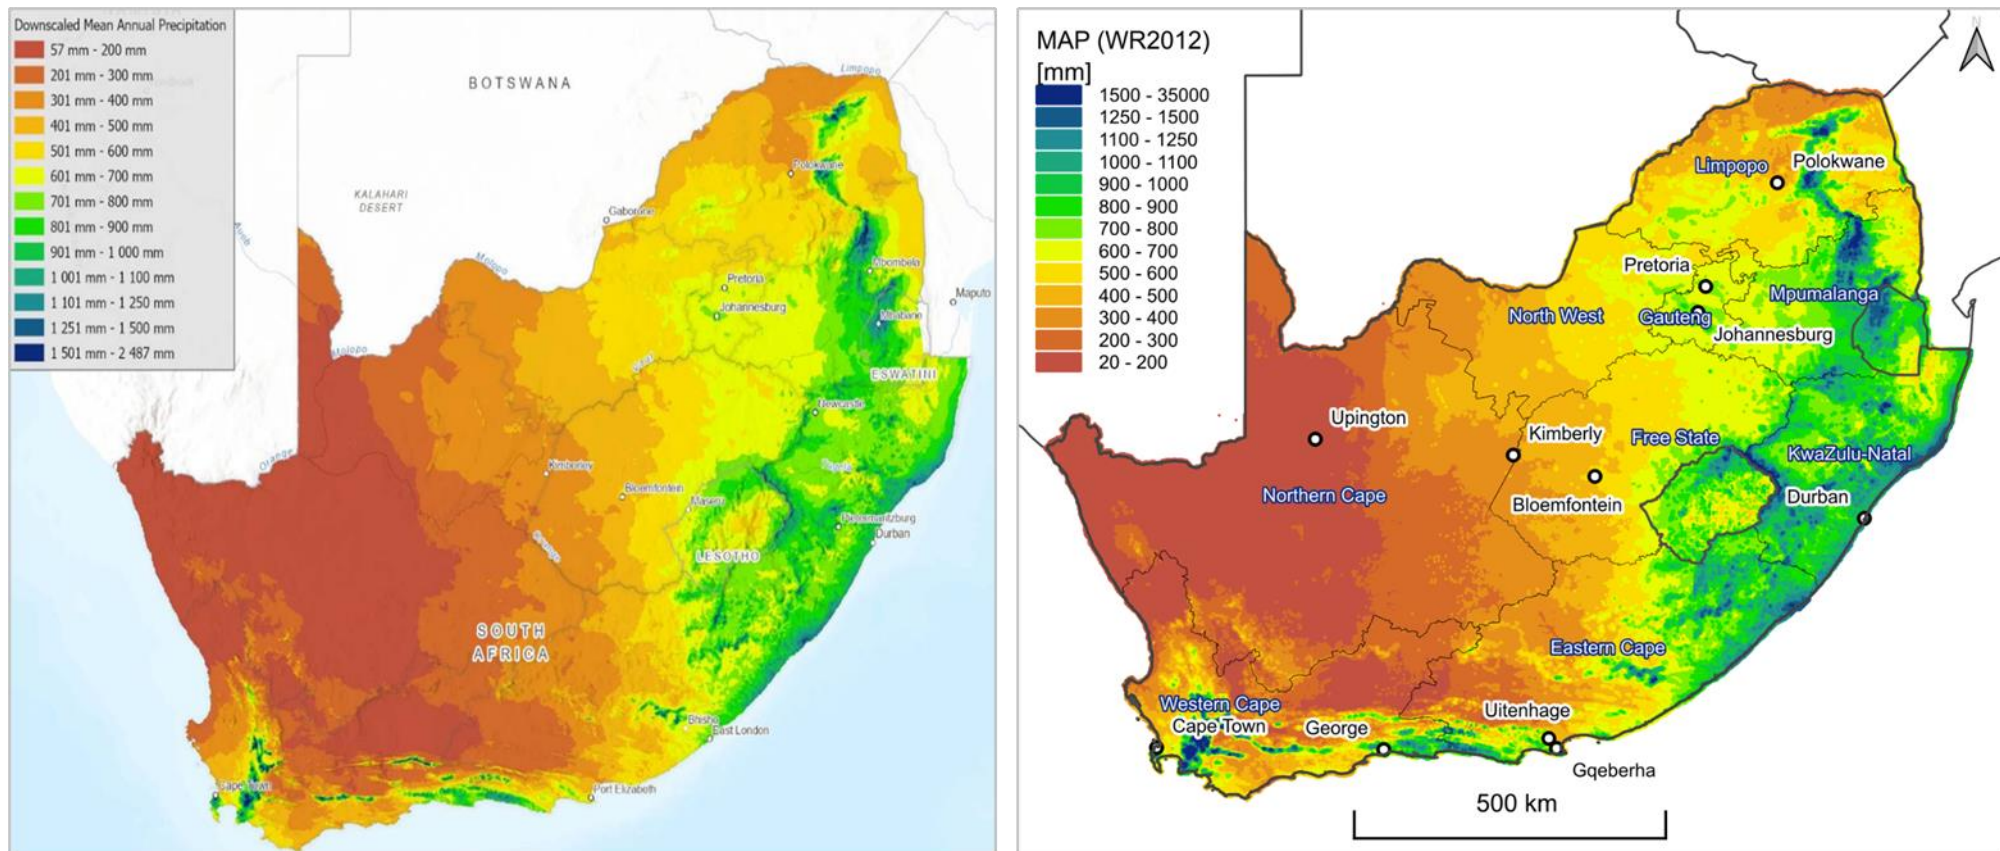 Downscaled Mean Annual Precipitation
57 mm - 200 mm
201 mm - 300 mm
301 mm - 400 mm
401 mm - 500 mm
501 mm - 600 mm
601 mm - 700 mm
701 mm - 800 mm
801 mm - 900 mm
901 mm - 1 000 mm
1 001 mm - 1 100 mm
1 101 mm - 1 250 mm
1 251 mm - 1 500 mm
1 501 mm - 2 487 mm
BOTSWANA
Limpopo
Polokwane
KALAHARI
DESERT
Gaborone
Auob
Molopo
Mbombela
Pretoria
Maputo
Johannesburg
Mbabane
Molopo
Vaal
ESWATINI
Newcastle
Orange
Kimberley
Tugela
Bloemfontein
Maseru
Pietermaritzburg
Durban
Orange
LESOTHO
SOUTH
AFRICA
Bhisho
East London
Cape Town
Port Elizabeth
MAP (WR2012)
[mm]
1500 - 35000
1250 - 1500
1100 - 1250
1000 - 1100
900 - 1000
800 - 900
700 - 800
600 - 700
500 - 600
400 - 500
300 - 400
200 - 300
20 - 200
N
Limpopo
Polokwane
Pretoria
Mpumalanga
North West
Gauteng
Johannesburg
Upington
Kimberly
Free State
KwaZulu-Natal
Northern Cape
Bloemfontein
Durban
Eastern Cape
Western Cape
Cape Town
George
Uitenhage
Gqeberha
500 km